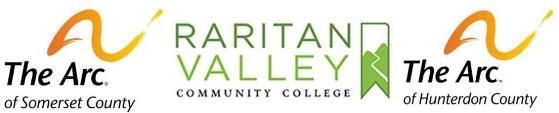 The Arc.
of Somerset County
RARITAN
VALLEY
COMMUNITY COLLEGE
The Arc.
of Hunterdon County